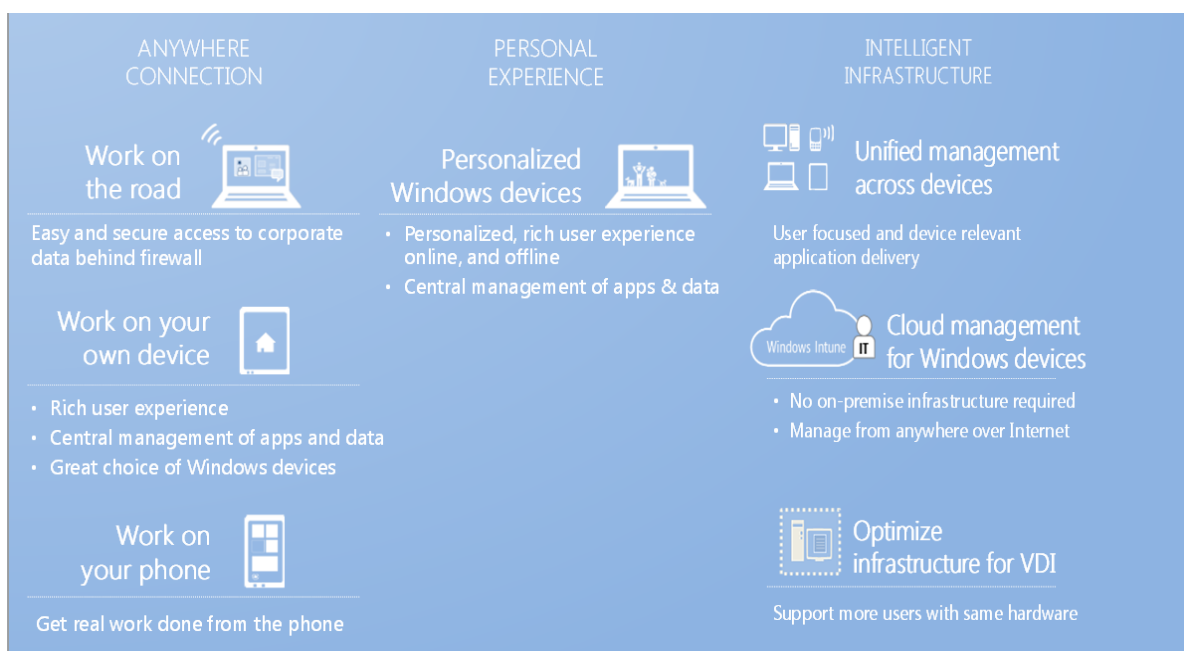 ANYWHERE
CONNECTION
Work on
the road
Easy and secure access to corporate
data behind firewall
Work on your
own device
• Rich user experience
• Central management of apps and data
• Great choice of Windows devices
Work on
your phone
Get real work done from the phone
PERSONAL
EXPERIENCE
Personalized
Windows devices
• Personalized, rich user experience
online, and offline
• Central management of apps & data
INTELLIGENT
INFRASTRUCTURE
Unified management
across devices
User focused and device relevant
application delivery
Windows Intune
IT
Cloud management
for Windows devices
• No on-premise infrastructure required
• Manage from anywhere over Internet
Optimize
infrastructure for VDI
Support more users with same hardware